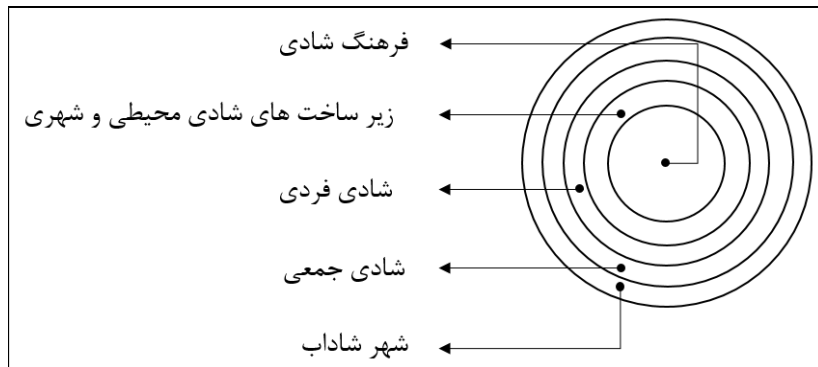 فرهنگ شادی
زیر ساخت های شادی محیطی و شهری
شادی فردی
شادی جمعی
شهر شاداب